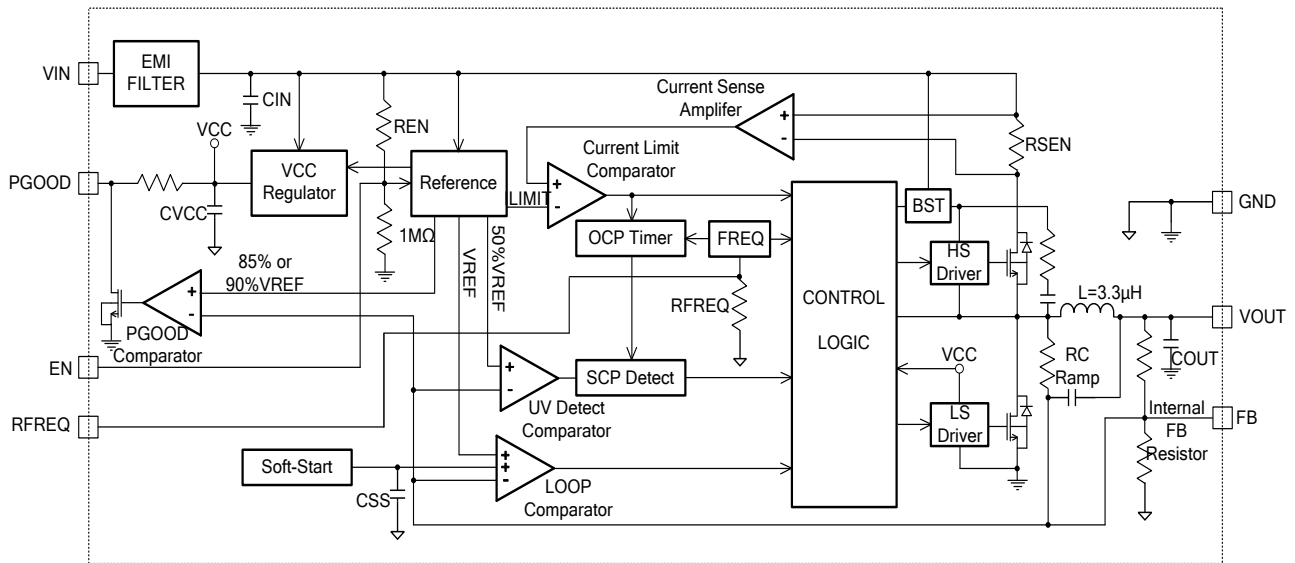 EMI
FILTER
VIN
CIN
VCC
REN
Current Sense
Amplifer
+
-
RSEN
PGOOD
VCC
Regulator
Reference
Current Limit
Comparator
+
-
LIMIT
CVCC
1MΩ
OCP Timer
FREQ
BST
GND
85% or
90%VREF
VREF
50%VREF
HS
Driver
+
-
PGOOD
Comparator
RFREQ
CONTROL
LOGIC
L=3.3µH
VOUT
COUT
EN
+
-
UV Detect
Comparator
SCP Detect
VCC
RC
Ramp
RFREQ
LS
Driver
Internal
FB
Resistor
FB
Soft-Start
CSS
+
+
-
LOOP
Comparator